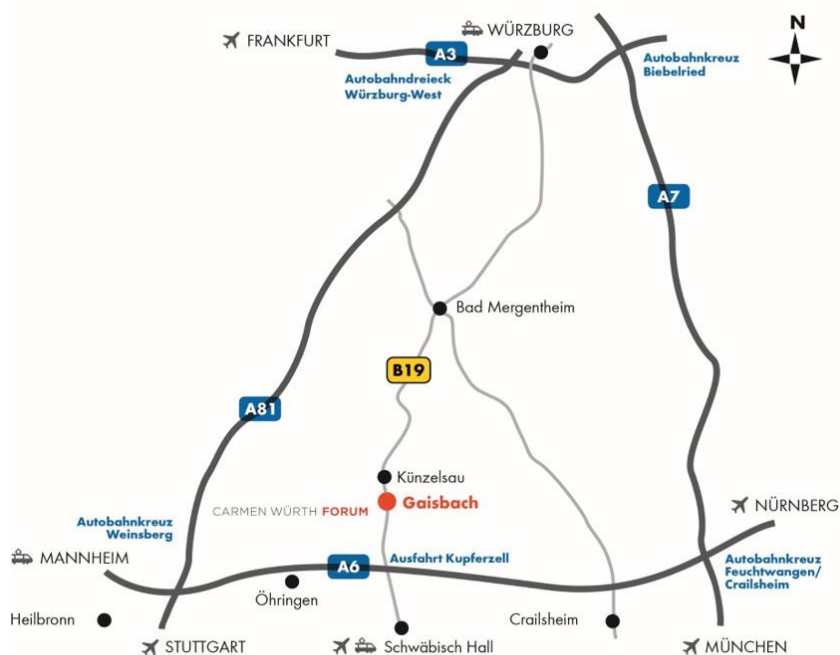 WÜRZBURG
N
FRANKFURT
A3
Autobahndreieck
Würzburg-West
Autobahnkreuz
Biebelried
A7
Bad Mergentheim
B19
A81
Künzelsau
CARMEN WÜRTH FORUM
Gaisbach
NÜRNBERG
Autobahnkreuz
Weinsberg
MANNHEIM
A6
Ausfahrt Kupferzell
Autobahnkreuz
Feuchtwangen/
Crailsheim
Öhringen
Heilbronn
Crailsheim
STUTTGART
Schwäbisch Hall
MÜNCHEN